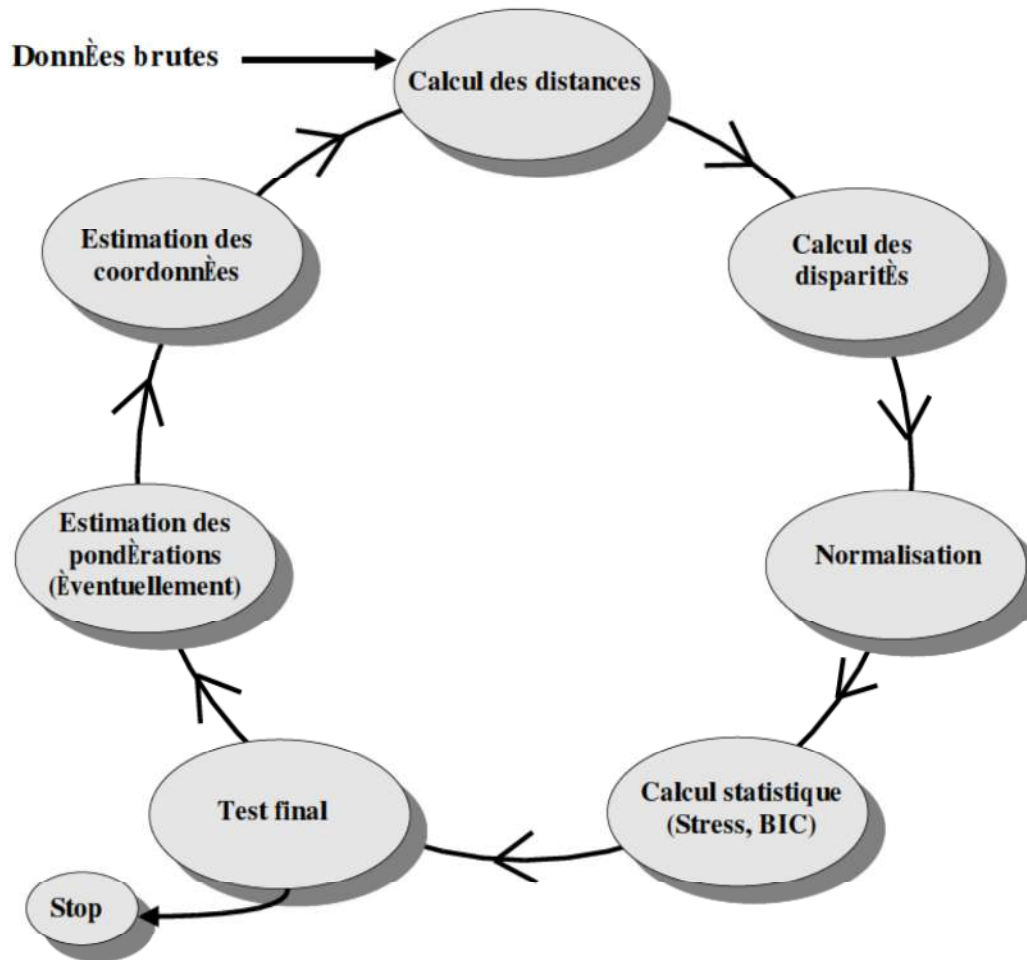 DonnÈes brutes
Calcul des distances
Calcul des
disparitÈs
Normalisation
Calcul statistique
(Stress, BIC)
Test final
Stop
Estimation des
pondÈrations
(Èventuellement)
Estimation des
coordonnÈes